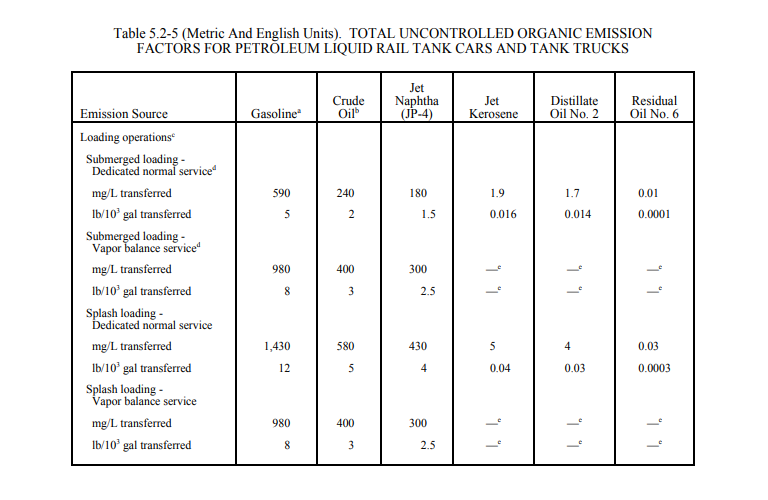 Table 5.2-5 (Metric And English Units). TOTAL UNCONTROLLED ORGANIC EMISSION
FACTORS FOR PETROLEUM LIQUID RAIL TANK CARS AND TANK TRUCKS
Emission Source Gasolineᵃ Crude Oilᵇ Jet Naphtha (JP-4) Jet Kerosene Distillate Oil No. 2 Residual Oil No. 6
Loading operationsᶜ
Submerged loading -
Dedicated normal serviceᵈ
mg/L transferred 590 240 180 1.9 1.7 0.01
lb/10³ gal transferred 5 2 1.5 0.016 0.014 0.0001
Submerged loading -
Vapor balance serviceᵈ
mg/L transferred 980 400 300 —ᵉ —ᵉ —ᵉ
lb/10³ gal transferred 8 3 2.5 —ᵉ —ᵉ —ᵉ
Splash loading -
Dedicated normal service
mg/L transferred 1,430 580 430 5 4 0.03
lb/10³ gal transferred 12 5 4 0.04 0.03 0.0003
Splash loading -
Vapor balance service
mg/L transferred 980 400 300 —ᵉ —ᵉ —ᵉ
lb/10³ gal transferred 8 3 2.5 —ᵉ —ᵉ —ᵉ